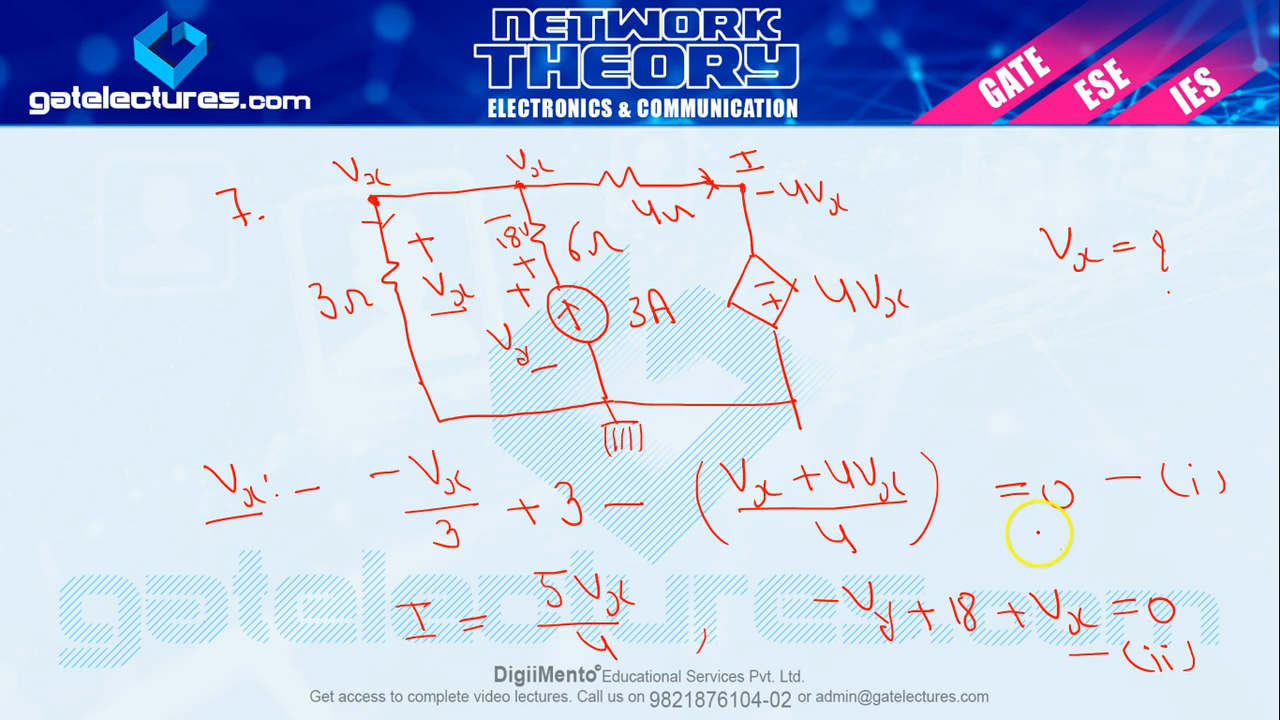 gatelectures.com
NETWORK
THEORY
ELECTRONICS & COMMUNICATION
GATE
ESE
IES
7.
Vx
Vx
I
4Ω
-4Vx
Vx = ?
- 18V +
6Ω
3Ω
+ Vx
+ Vy -
3A
- +
4Vx
Vx:- -Vx/3 + 3 - (Vx + 4Vx / 4) = 0 - (i)
I = 5Vx/4 , -Vy + 18 + Vx = 0
- (ii)
gatelectures.com
DigiiMento© Educational Services Pvt. Ltd.
Get access to complete video lectures. Call us on 9821876104-02 or admin@gatelectures.com